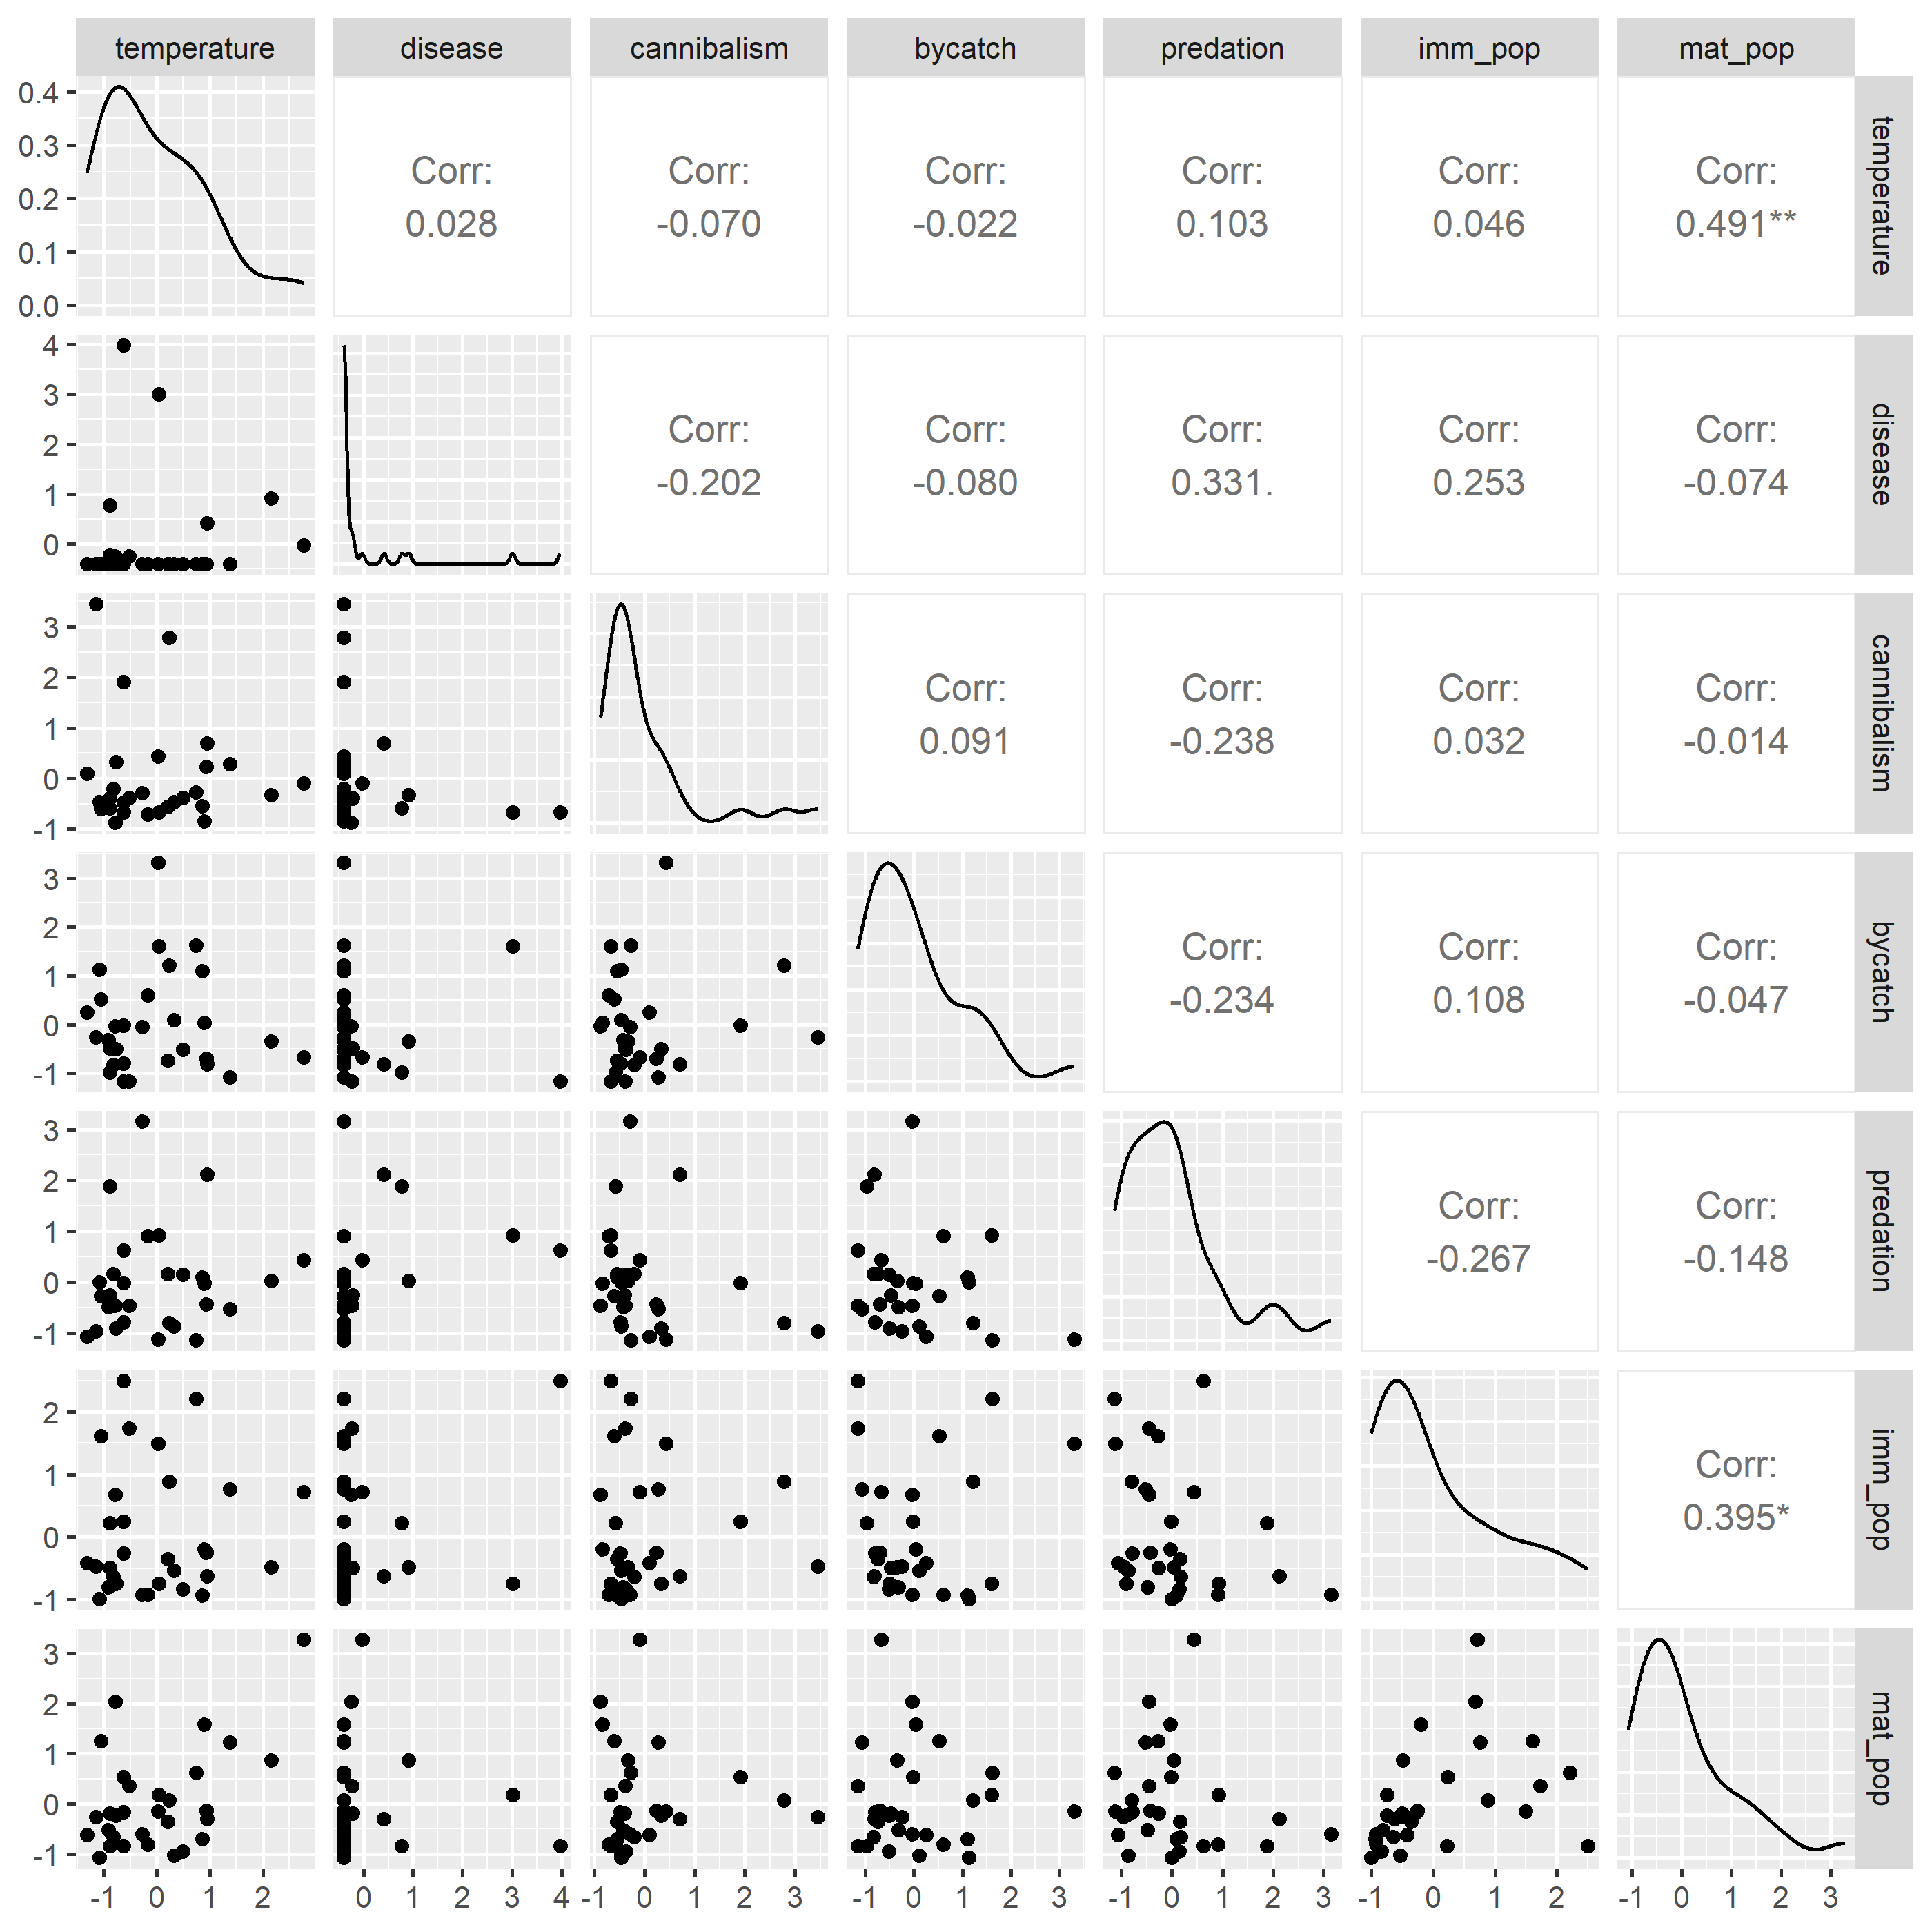 temperature disease cannibalism bycatch predation imm_pop mat_pop
0.4
0.3
0.2
0.1
0.0
Corr: Corr: Corr: Corr: Corr: Corr:
0.028 -0.070 -0.022 0.103 0.046 0.491**
temperature
4
3
2
1
0
Corr: Corr: Corr: Corr: Corr:
-0.202 -0.080 0.331. 0.253 -0.074
disease
3
2
1
0
-1
Corr: Corr: Corr: Corr:
0.091 -0.238 0.032 -0.014
cannibalism
3
2
1
0
-1
Corr: Corr: Corr:
-0.234 0.108 -0.047
bycatch
3
2
1
0
-1
Corr: Corr:
-0.267 -0.148
predation
2
1
0
-1
Corr:
0.395*
imm_pop
3
2
1
0
-1
mat_pop
-1 0 1 2 0 1 2 3 4 -1 0 1 2 3 -1 0 1 2 3 -1 0 1 2 3 -1 0 1 2 -1 0 1 2 3